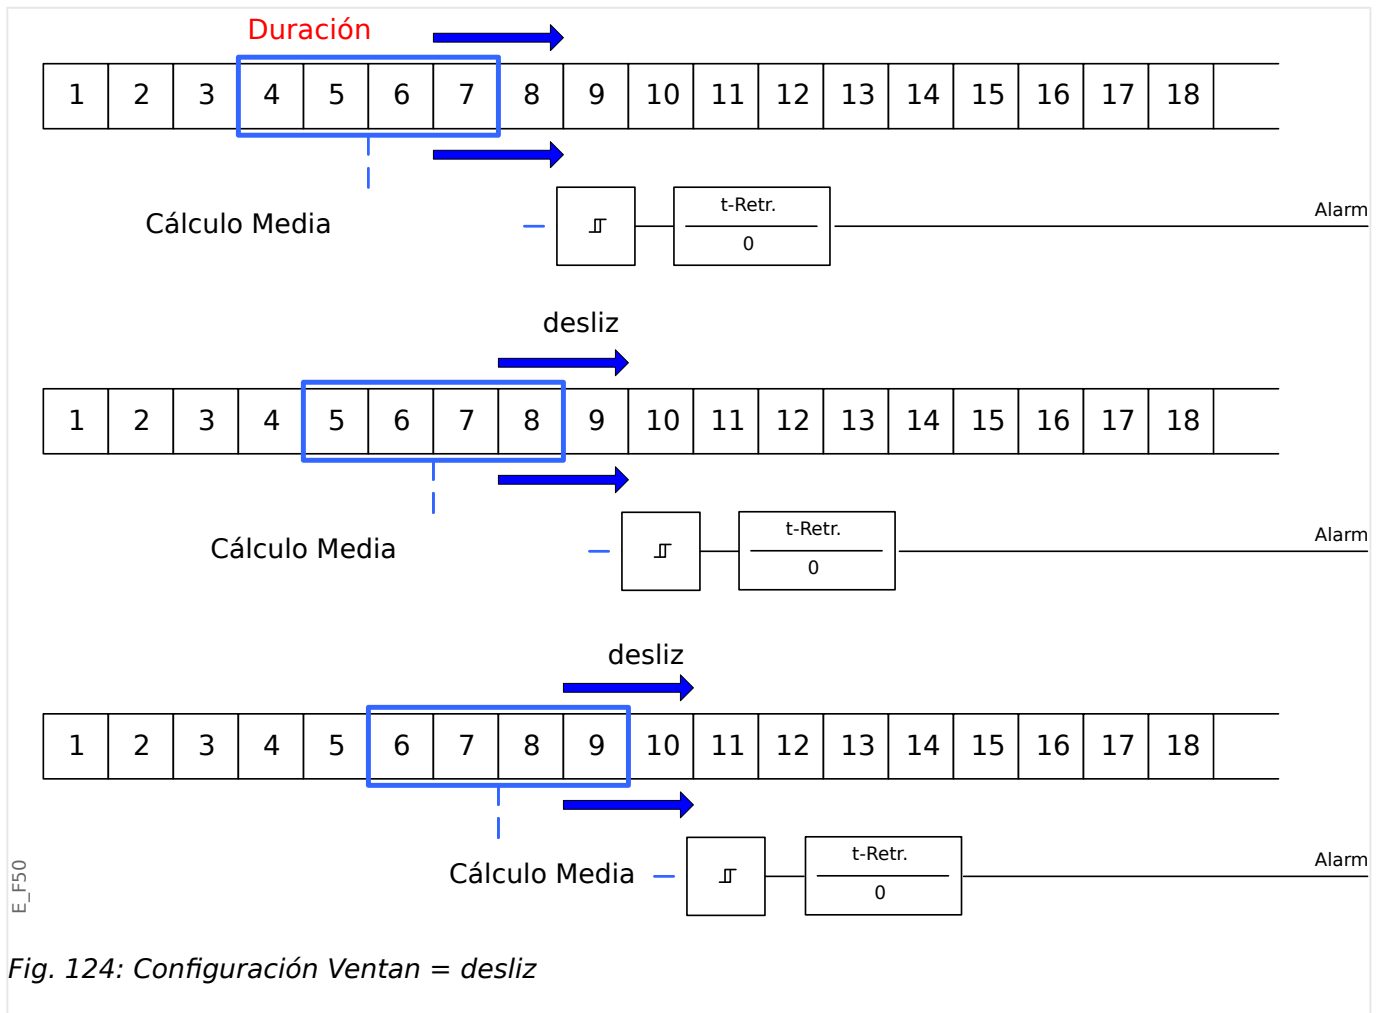 Duración
1 2 3 4 5 6 7 8 9 10 11 12 13 14 15 16 17 18
t-Retr.
Alarm
Cálculo Media
0
desliz
1 2 3 4 5 6 7 8 9 10 11 12 13 14 15 16 17 18
t-Retr.
Alarm
Cálculo Media
0
desliz
1 2 3 4 5 6 7 8 9 10 11 12 13 14 15 16 17 18
t-Retr.
Alarm
Cálculo Media
0
E_F50
Fig. 124: Configuración Ventan = desliz